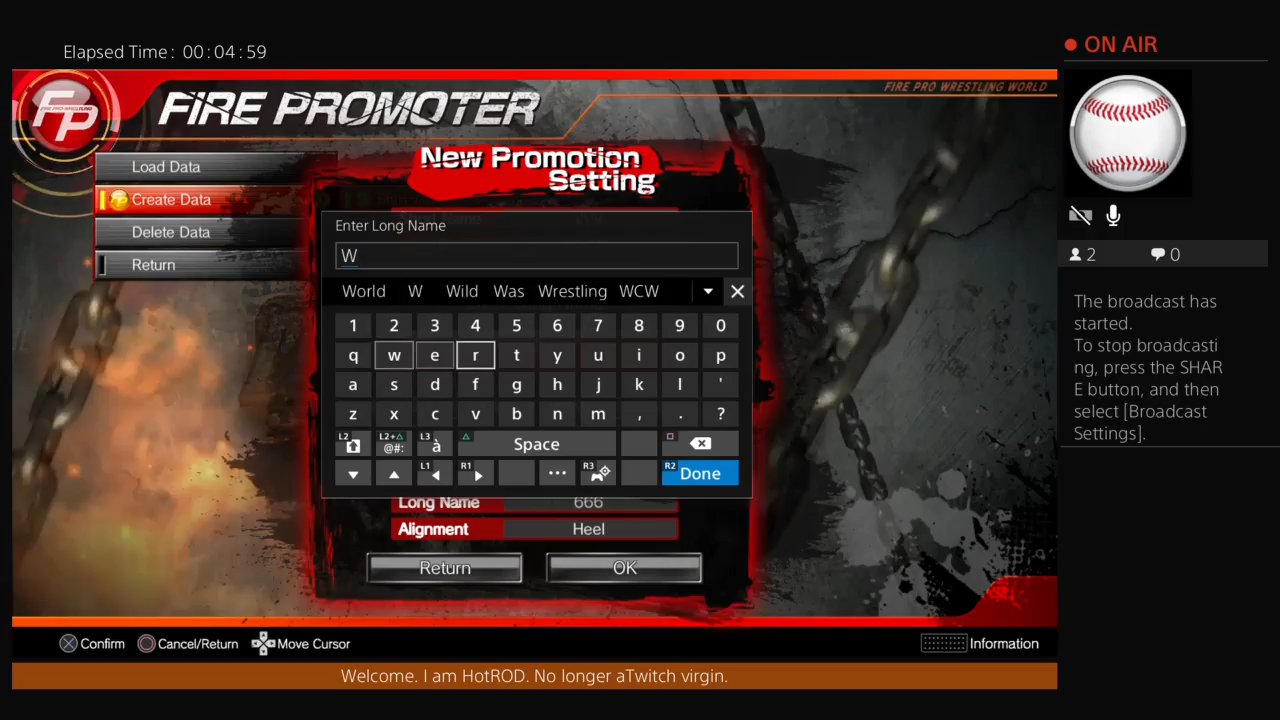 Elapsed Time: 00:04:59
ON AIR
FP
FIRE PROMOTER
FIRE PRO WRESTLING WORLD
Load Data
Create Data
Delete Data
Return
New Promotion
Setting
Enter Long Name
W
World W Wild Was Wrestling WCW
1 2 3 4 5 6 7 8 9 0
q w e r t y u i o p
a s d f g h j k l '
z x c v b n m , . ?
L2 L2+△ @#: L3 à △ Space □
L1 R1 ... R3 R2 Done
Long Name 666
Alignment Heel
Return OK
Confirm Cancel/Return Move Cursor Information
Welcome. I am HotROD. No longer aTwitch virgin.
2 0
The broadcast has
started.
To stop broadcasti
ng, press the SHAR
E button, and then
select [Broadcast
Settings].